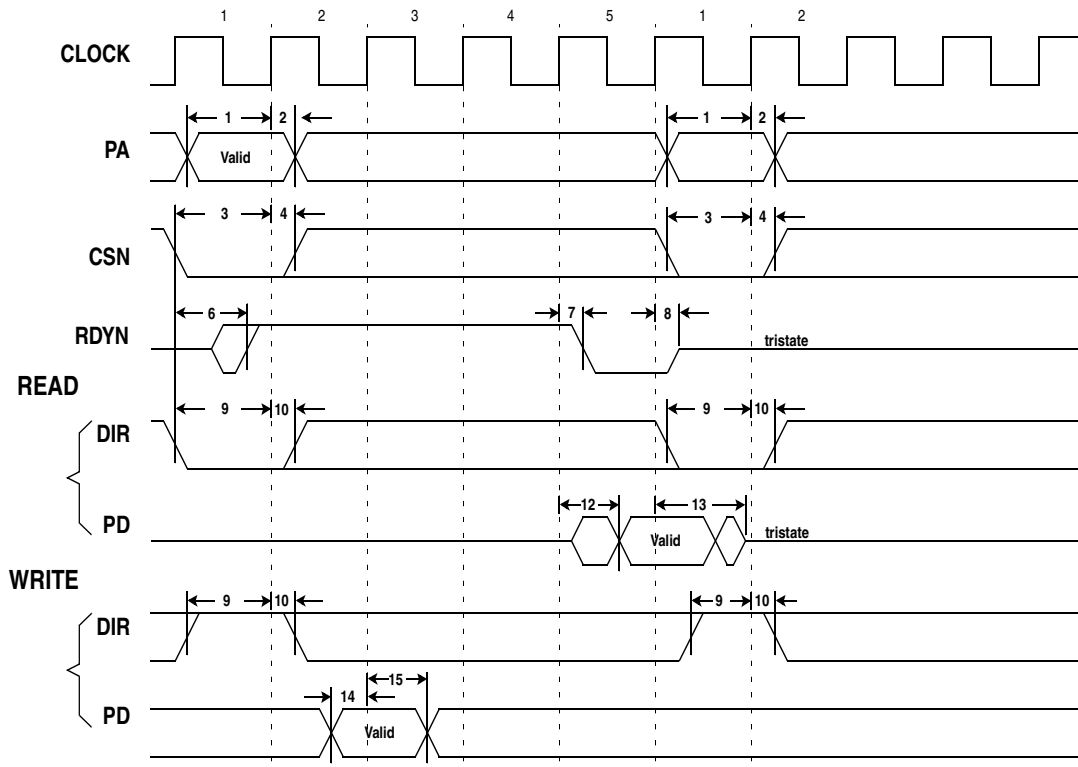 1 2 3 4 5 1 2
CLOCK
1 2 1 2
PA Valid
3 4 3 4
CSN
6 7 8
RDYN tristate
READ
9 10 9 10
DIR
12 13
PD Valid tristate
WRITE
9 10 9 10
DIR
15
14
PD Valid